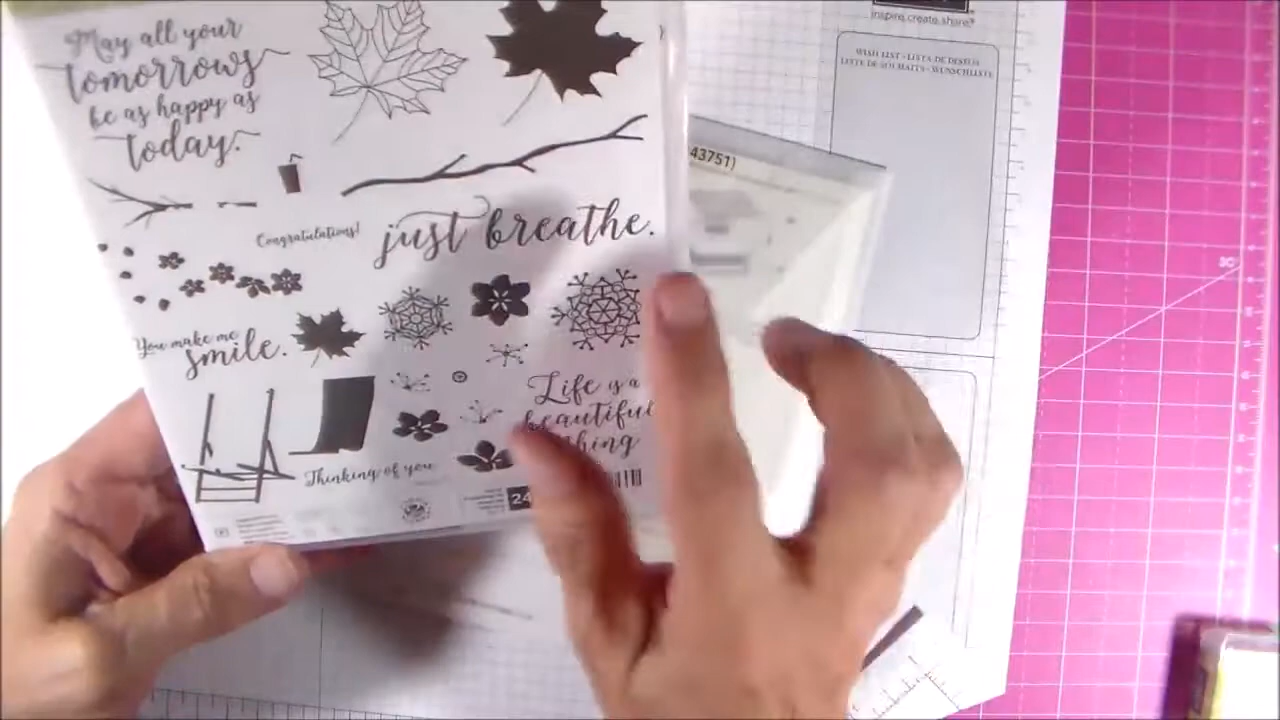 May all your
tomorrows
be as happy as
today.
Congratulations!
just breathe.
You make me
smile.
Life is a
beautiful
thing
Thinking of you
24
43751)
inspire.create.share®
WISH LIST • LISTA DE DESEOS
LISTE DE SOUHAITS • WUNSCHLISTE